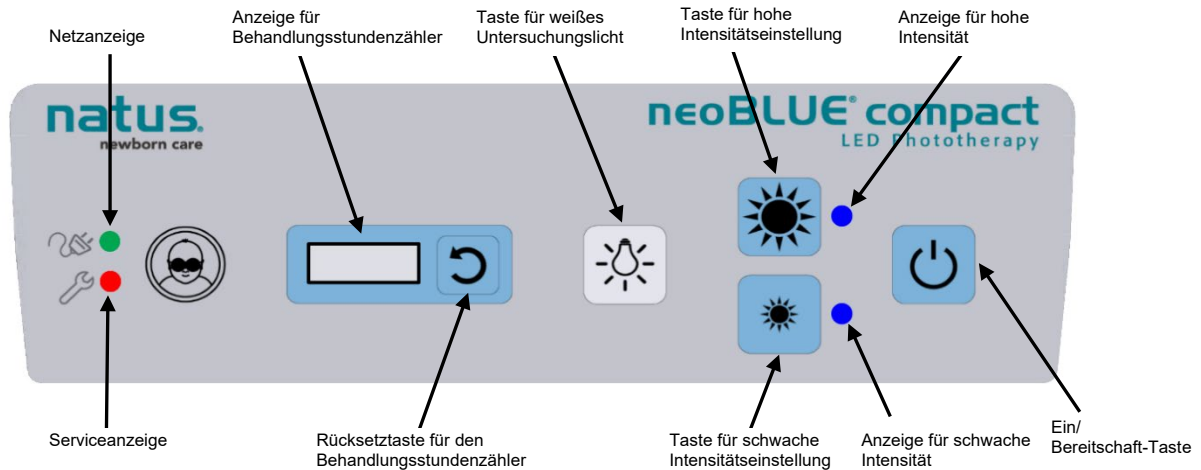 Netzanzeige
Anzeige für
Behandlungsstundenzähler
Taste für weißes
Untersuchungslicht
Taste für hohe
Intensitätseinstellung
Anzeige für hohe
Intensität
natus.
newborn care
neoBLUE® compact
LED Phototherapy
Serviceanzeige
Rücksetztaste für den
Behandlungsstundenzähler
Taste für schwache
Intensitätseinstellung
Anzeige für schwache
Intensität
Ein/
Bereitschaft-Taste